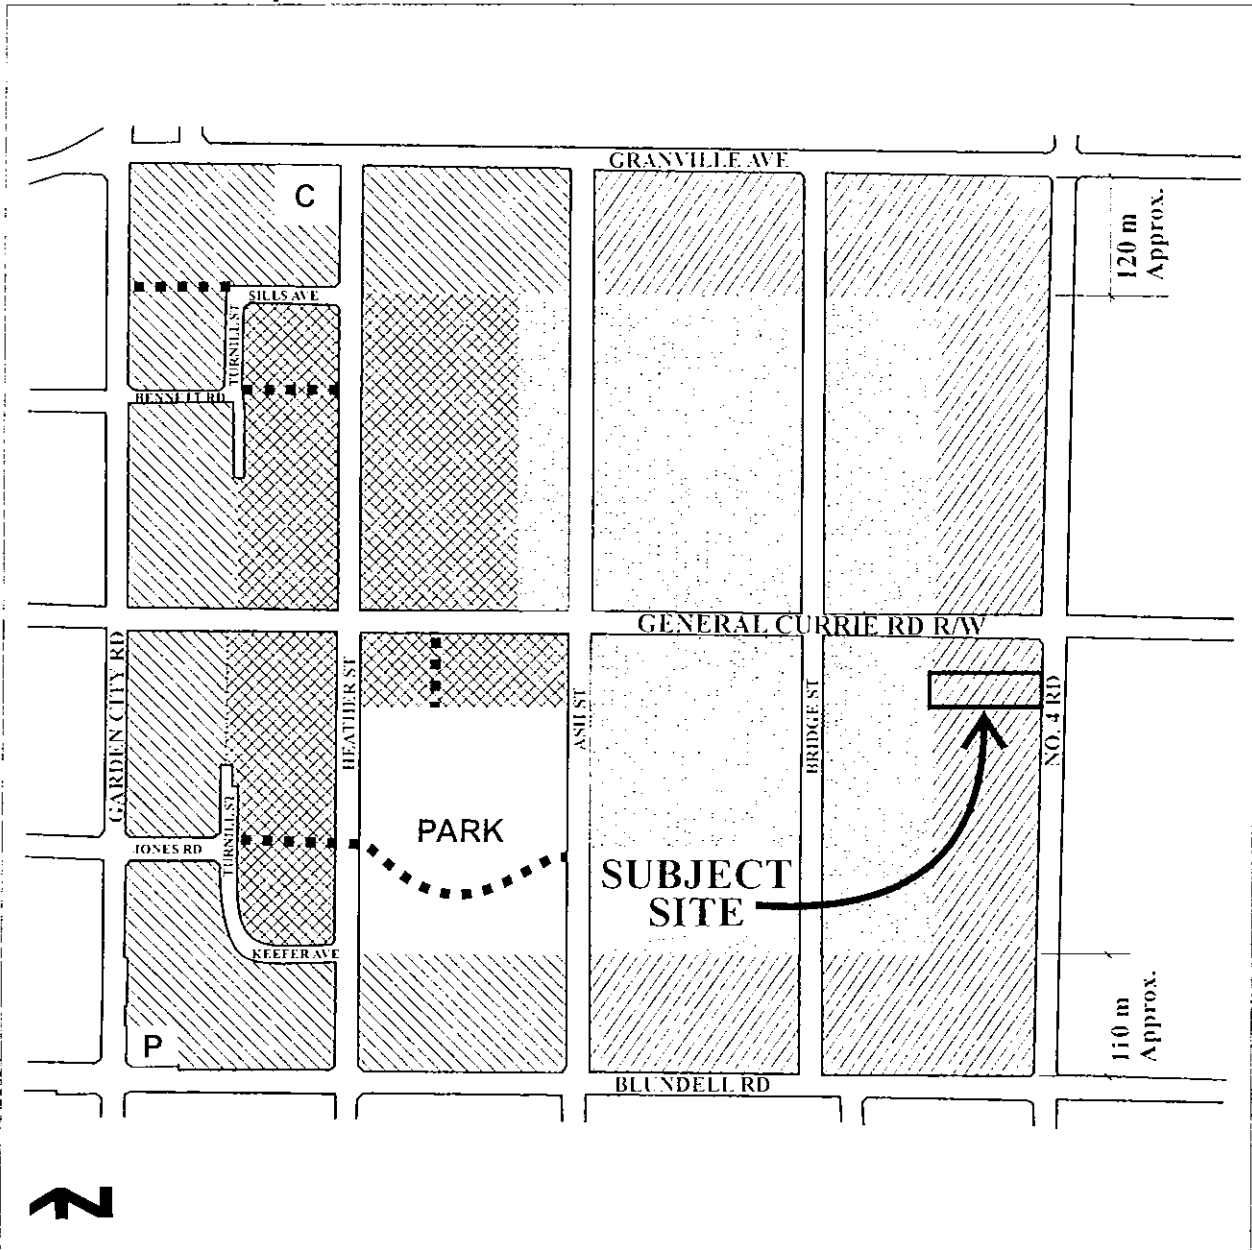 GRANVILLE AVE
C
120 m
Approx.
SILLS AVE
TURNILL ST
BENNETT RD
GENERAL CURRIE RD R/W
GARDEN CITY RD
HEATHER ST
ASH ST
BRIDGE ST
NO. 4 RD
PARK
JONES RD
TURNILL ST
SUBJECT
SITE
KEEFER AVE
110 m
Approx.
P
BLUNDELL RD